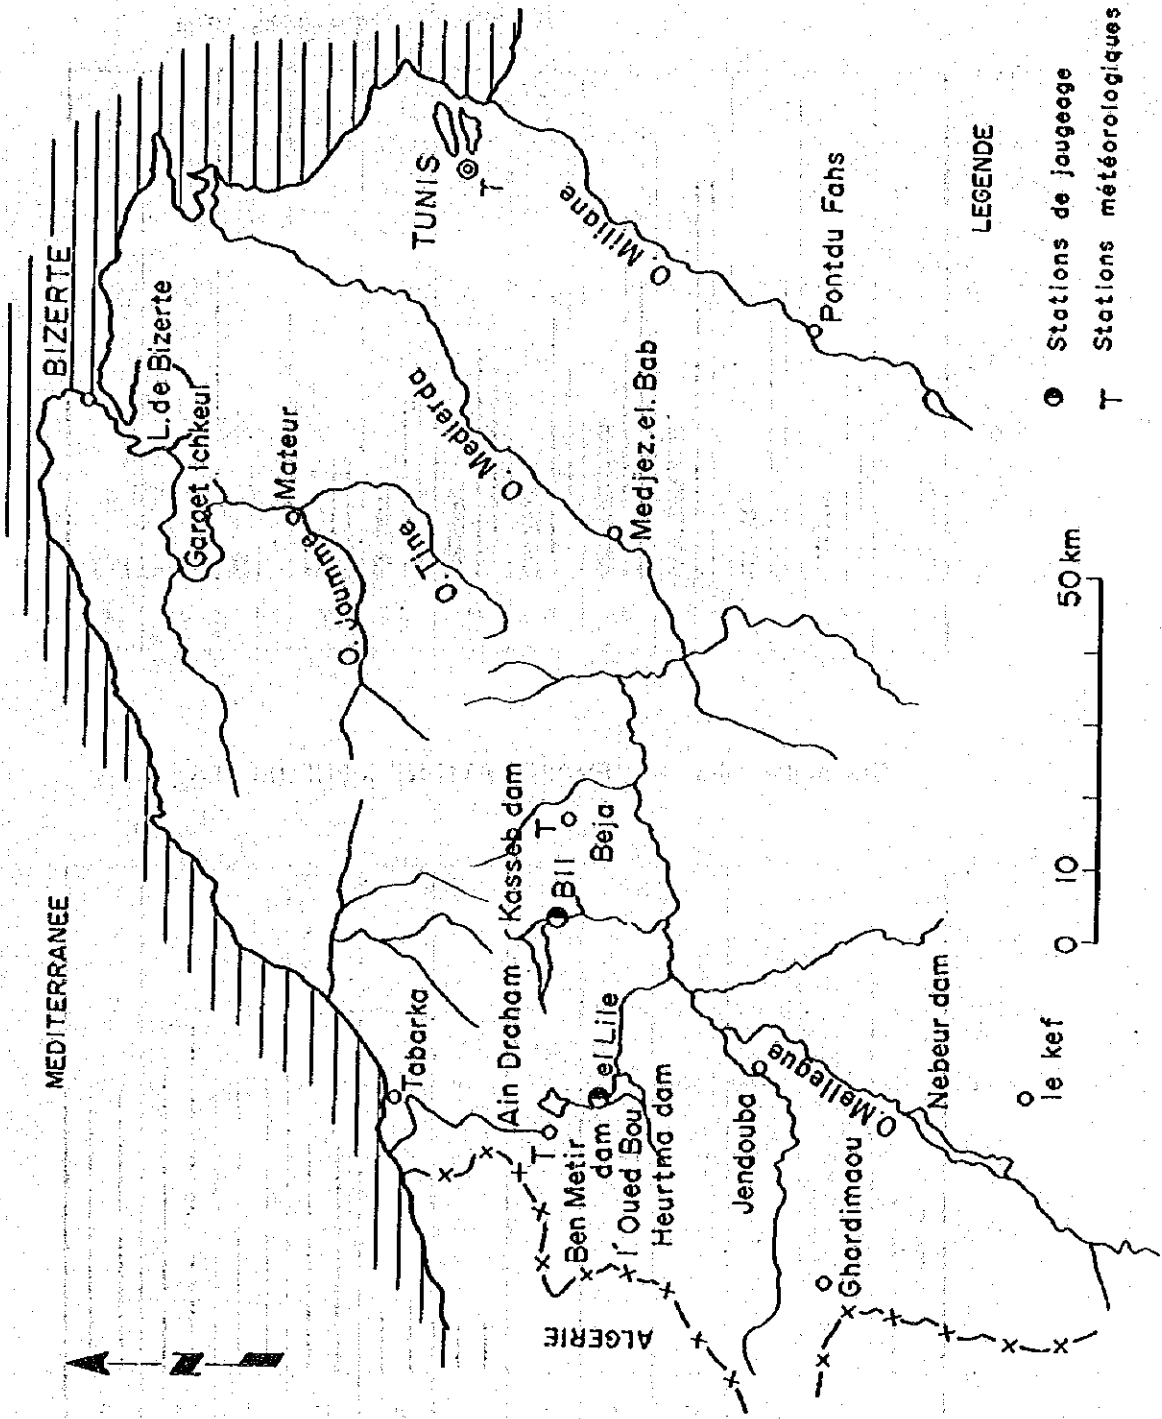 MEDITERRANEE
BIZERTE
L. de Bizerte
Garaet Ichkeul
Mateur
O. Joumine
O. Tine
O. Medjerda
TUNIS
T
O. Miliane
Medjez. el. Bab
Pontdu Fahs
Tabarka
Ain Draham
T
Kasseb dam
B11
T
Beja
el Lile
Ben Metir
dam
l'Oued Bou
Heurtma dam
Jendouba
O. Mellegue
Ghardimaou
Nebeur dam
le kef
ALGERIE
N
0 10 50 km
LEGENDE
Stations de jaugeage
T Stations météorologiques